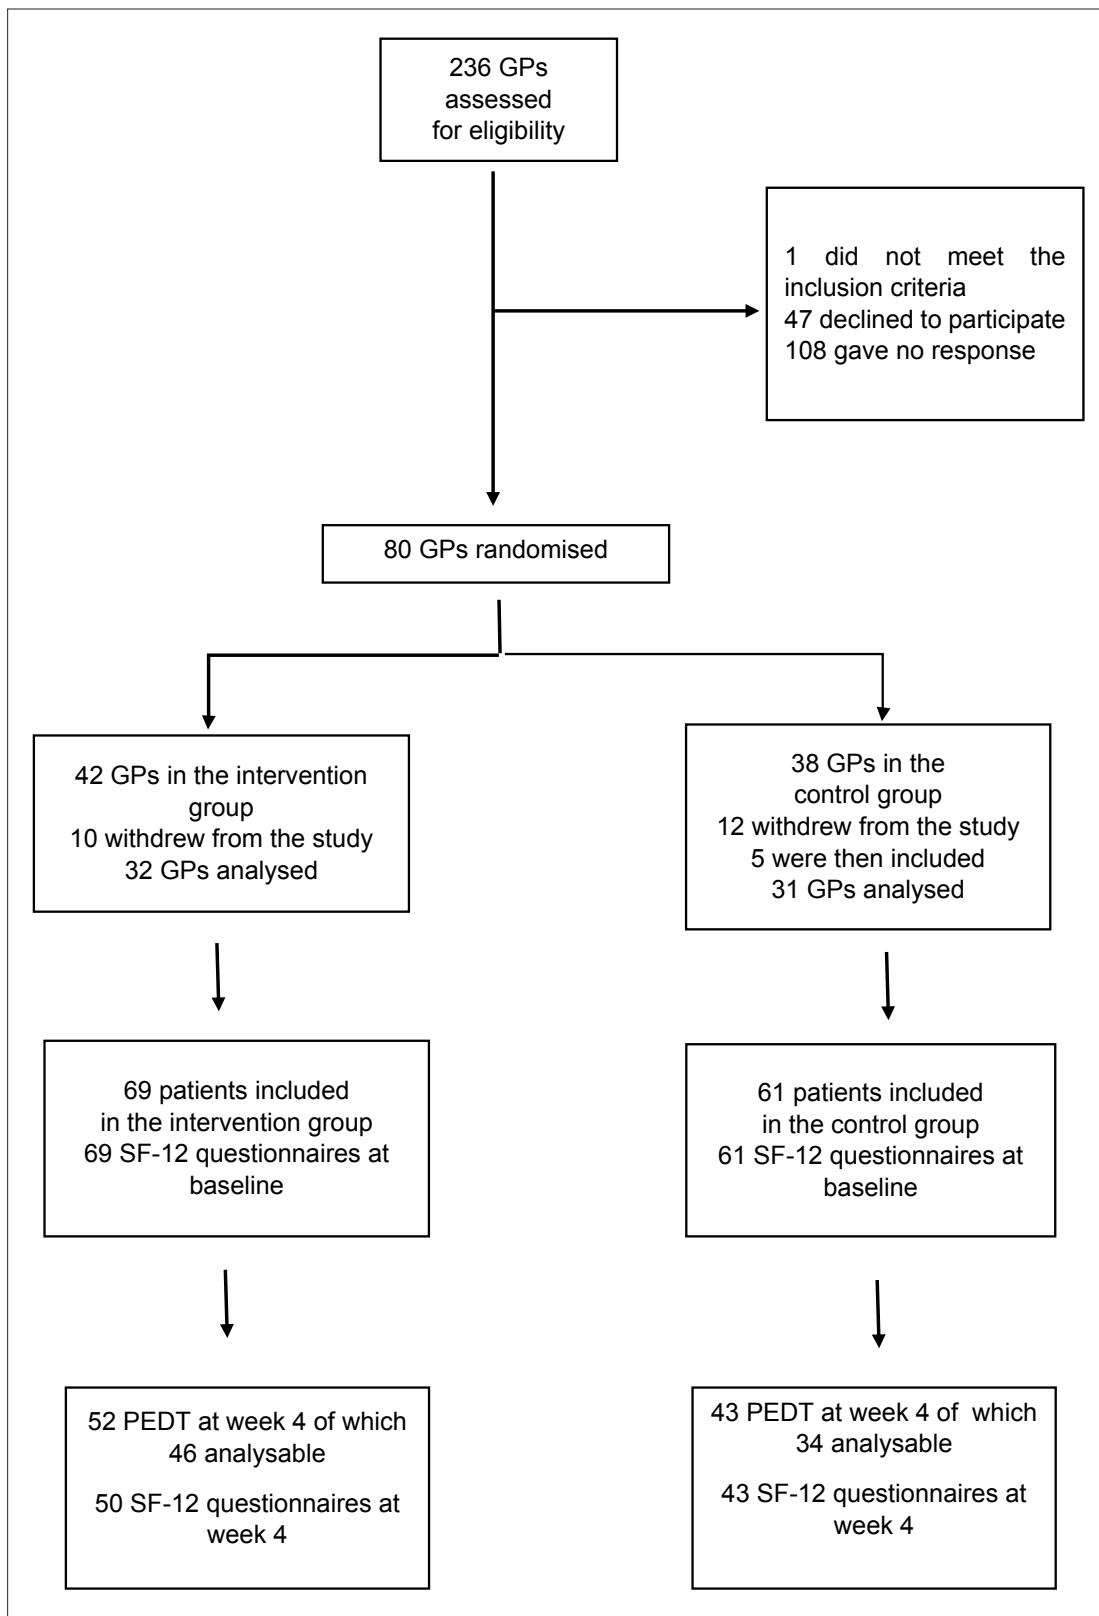 236 GPs
assessed
for eligibility
1 did not meet the
inclusion criteria
47 declined to participate
108 gave no response
80 GPs randomised
42 GPs in the intervention
group
10 withdrew from the study
32 GPs analysed
38 GPs in the
control group
12 withdrew from the study
5 were then included
31 GPs analysed
69 patients included
in the intervention group
69 SF-12 questionnaires at
baseline
61 patients included
in the control group
61 SF-12 questionnaires at
baseline
52 PEDT at week 4 of which
46 analysable
50 SF-12 questionnaires at
week 4
43 PEDT at week 4 of which
34 analysable
43 SF-12 questionnaires at
week 4